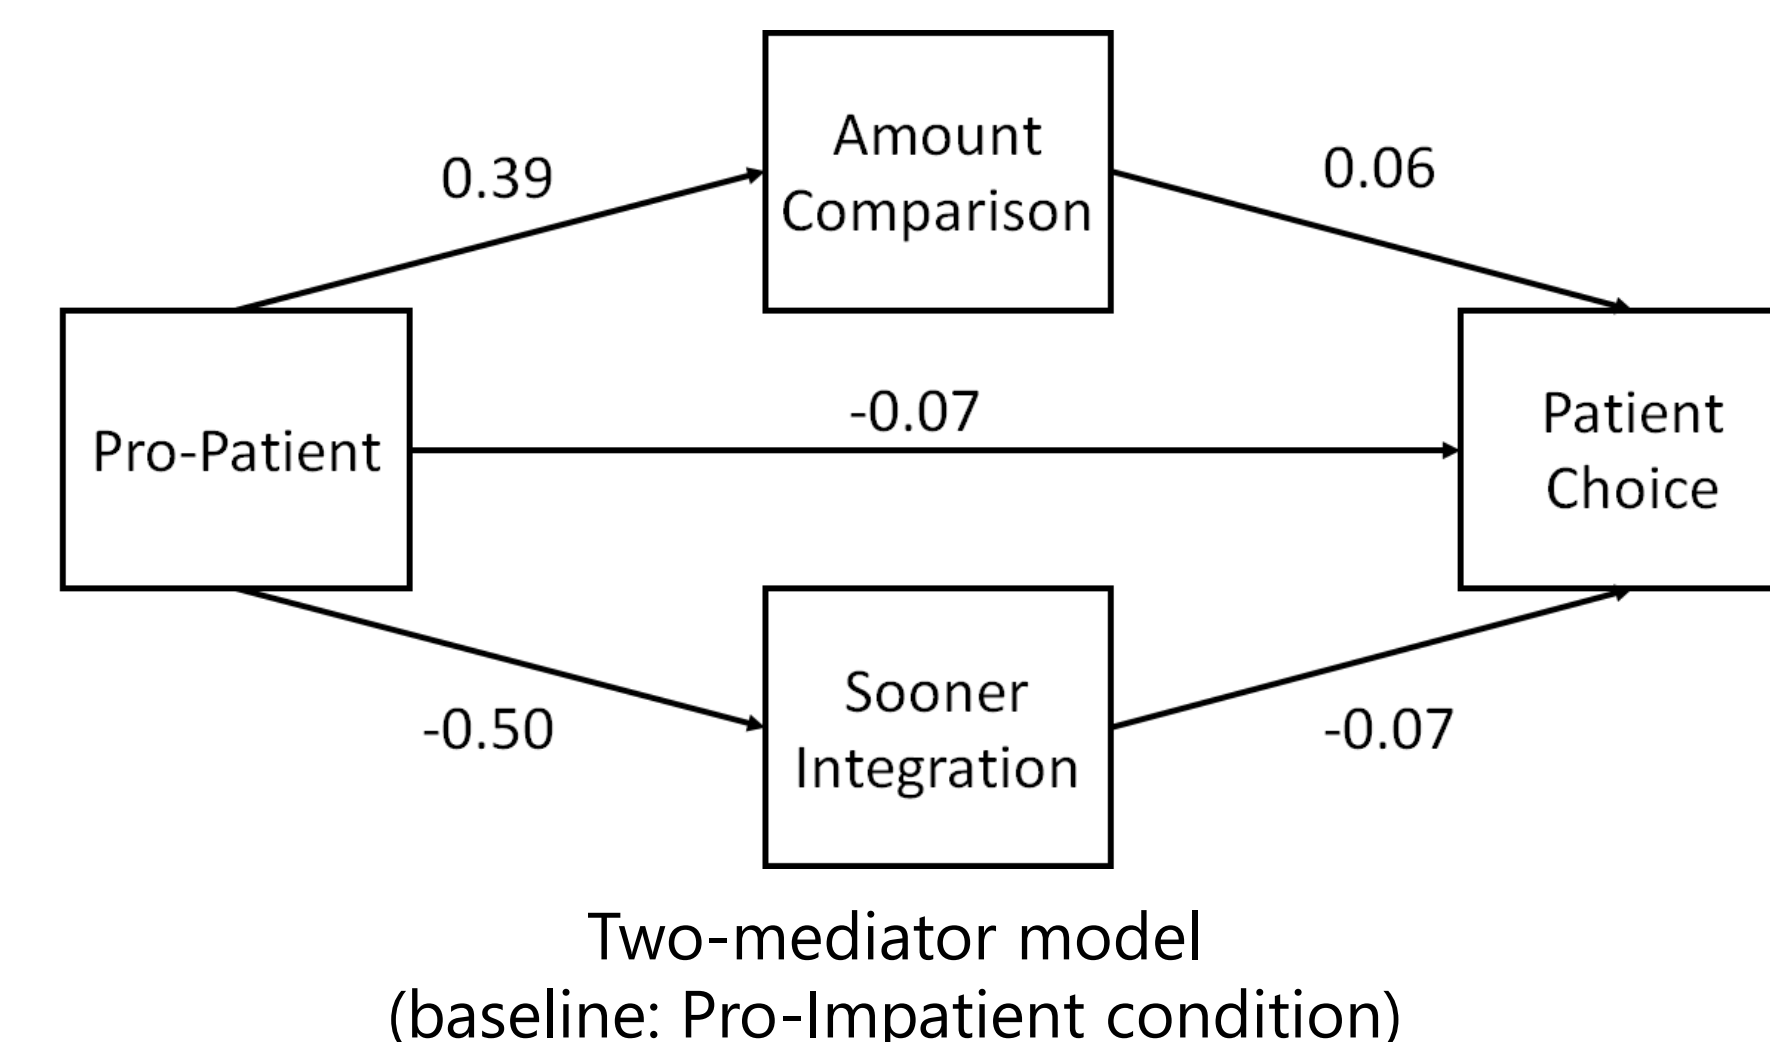 Amount
Comparison
0.39
0.06
Pro-Patient
-0.07
Patient
Choice
Sooner
Integration
-0.50
-0.07
Two-mediator model
(baseline: Pro-Impatient condition)